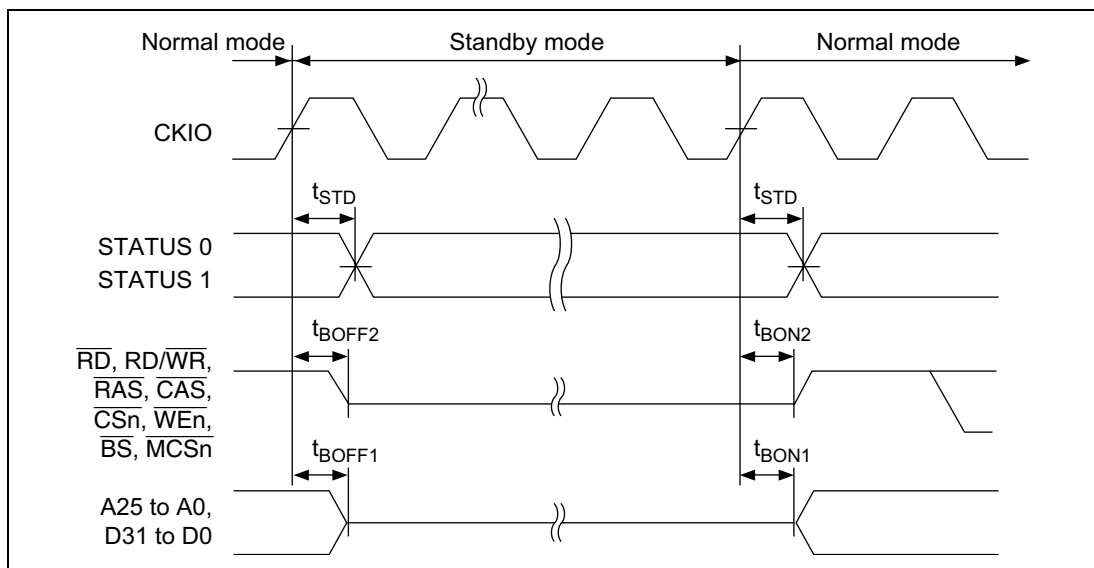 Normal mode Standby mode Normal mode
CKIO
tSTD tSTD
STATUS 0
STATUS 1
tBOFF2 tBON2
RD, RD/WR,
RAS, CAS,
CSn, WEn,
BS, MCSn
tBOFF1 tBON1
A25 to A0,
D31 to D0